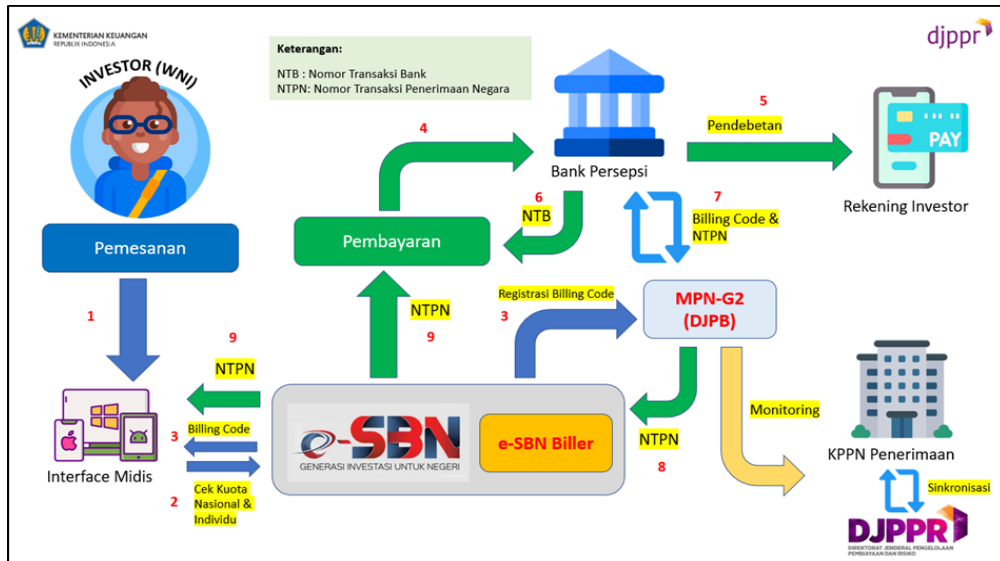 KEMENTERIAN KEUANGAN
REPUBLIK INDONESIA
djppr
INVESTOR (WNI)
Keterangan:
NTB : Nomor Transaksi Bank
NTPN: Nomor Transaksi Penerimaan Negara
4
5
Pendebetan
PAY
Bank Persepsi
Rekening Investor
6
NTB
7
Billing Code &
NTPN
Pemesanan
Pembayaran
1
Registrasi Billing Code
3
MPN-G2
(DJPB)
NTPN
9
9
NTPN
Monitoring
KPPN Penerimaan
3
Billing Code
Interface Midis
2
Cek Kuota
Nasional &
Individu
e-SBN
GENERASI INVESTASI UNTUK NEGERI
e-SBN Biller
NTPN
8
Sinkronisasi
DJPPR
DIREKTORAT JENDERAL PENGELOLAAN
PEMBIAYAAN DAN RISIKO